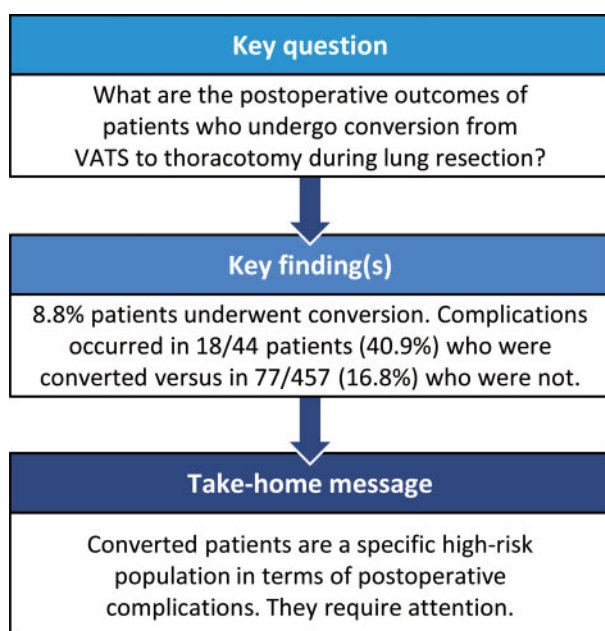 Key question
What are the postoperative outcomes of
patients who undergo conversion from
VATS to thoracotomy during lung resection?
Key finding(s)
8.8% patients underwent conversion. Complications
occurred in 18/44 patients (40.9%) who were
converted versus in 77/457 (16.8%) who were not.
Take-home message
Converted patients are a specific high-risk
population in terms of postoperative
complications. They require attention.